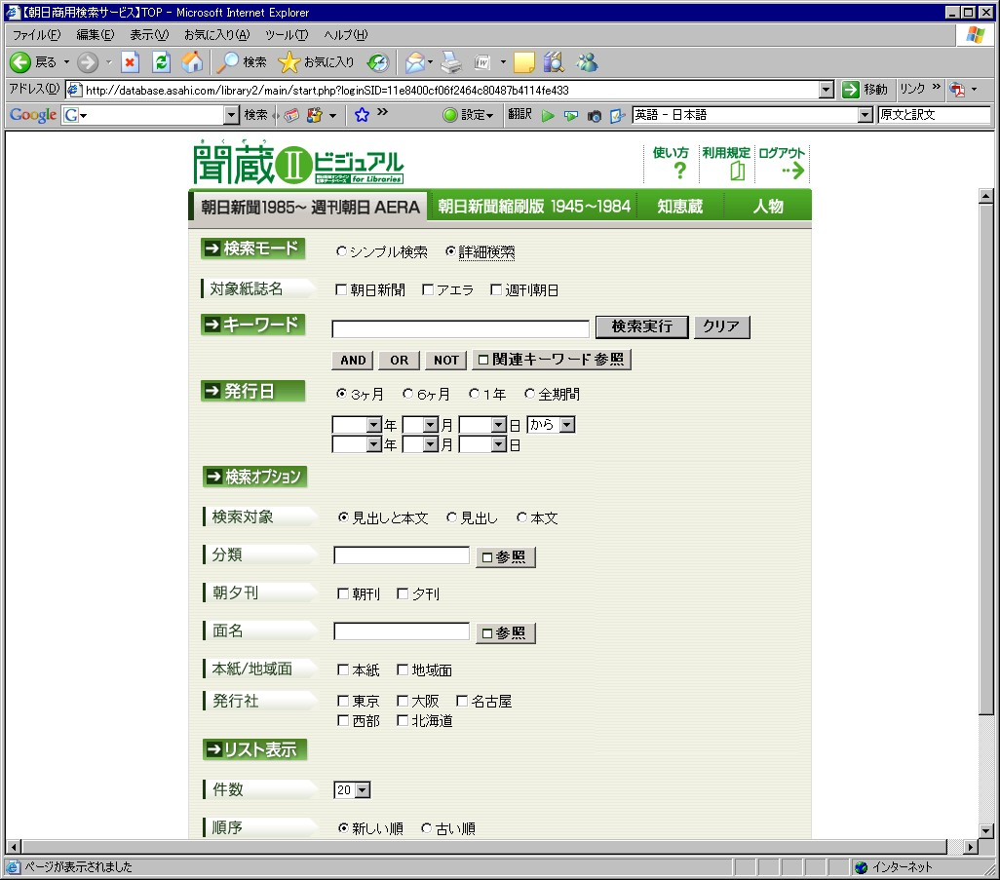 【朝日商用検索サービス】TOP - Microsoft Internet Explorer
ファイル(F) 編集(E) 表示(V) お気に入り(A) ツール(T) ヘルプ(H)
戻る 検索 お気に入り
アドレス(D) http://database.asahi.com/library2/main/start.php?loginSID=11e8400cf06f2464c80487b4114fe433 移動 リンク »
Google G 検索 » 設定 翻訳 英語 - 日本語 原文と訳文
きくぞう
聞蔵Ⅱビジュアル
for Libraries
使い方 ? 利用規定 ログアウト
朝日新聞1985～ 週刊朝日 AERA 朝日新聞縮刷版 1945～1984 知恵蔵 人物
検索モード シンプル検索 詳細検索
対象紙誌名 朝日新聞 アエラ 週刊朝日
キーワード 検索実行 クリア
AND OR NOT 関連キーワード参照
発行日 3ヶ月 6ヶ月 1年 全期間
年 月 日 から
年 月 日
検索オプション
検索対象 見出しと本文 見出し 本文
分類 参照
朝夕刊 朝刊 夕刊
面名 参照
本紙/地域面 本紙 地域面
発行社 東京 大阪 名古屋
西部 北海道
リスト表示
件数 20
順序 新しい順 古い順
ページが表示されました インターネット